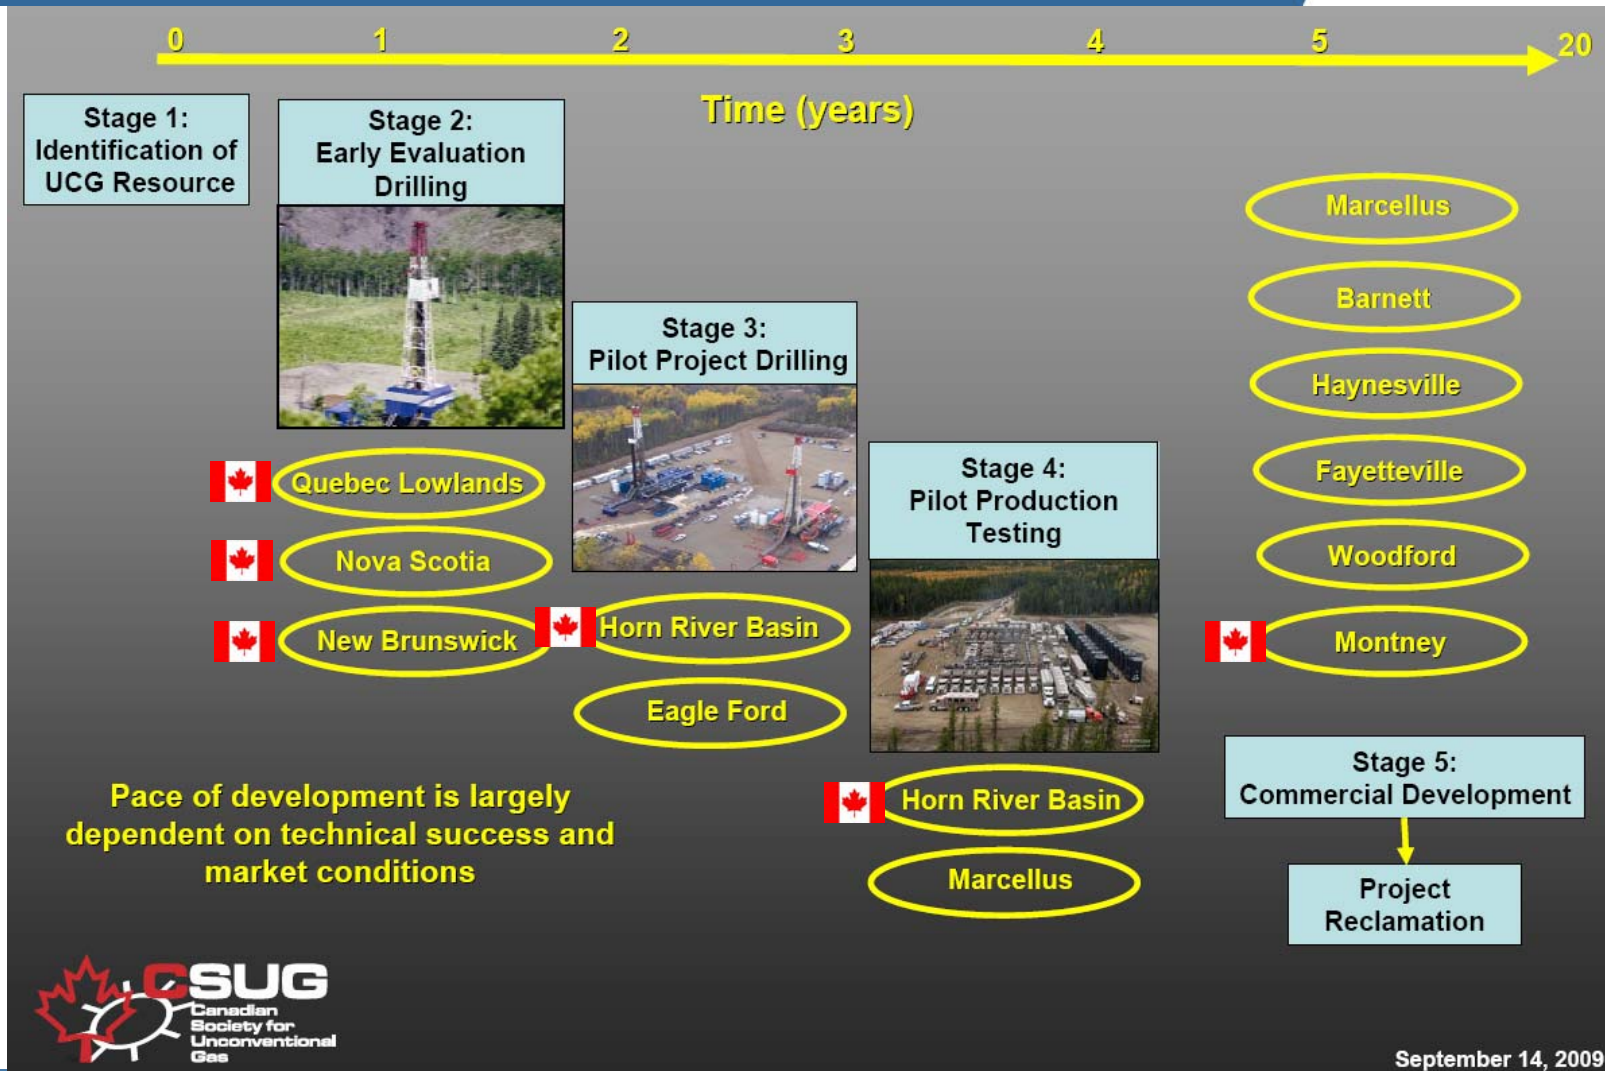 0 1 2 3 4 5 20
Time (years)
Stage 1:
Identification of
UCG Resource
Stage 2:
Early Evaluation
Drilling
Quebec Lowlands
Nova Scotia
New Brunswick
Stage 3:
Pilot Project Drilling
Horn River Basin
Eagle Ford
Stage 4:
Pilot Production
Testing
Horn River Basin
Marcellus
Marcellus
Barnett
Haynesville
Fayetteville
Woodford
Montney
Stage 5:
Commercial Development
Project
Reclamation
Pace of development is largely
dependent on technical success and
market conditions
CSUG
Canadian
Society for
Unconventional
Gas
September 14, 2009